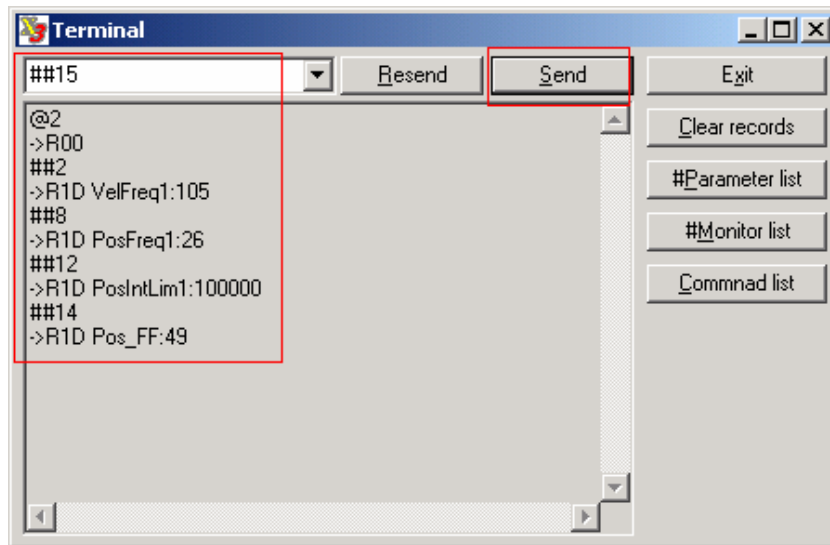 Terminal
##15
Resend
Send
Exit
@2
->R00
##2
->R1D VelFreq1:105
##8
->R1D PosFreq1:26
##12
->R1D PosIntLim1:100000
##14
->R1D Pos_FF:49
Clear records
#Parameter list
#Monitor list
Commnad list